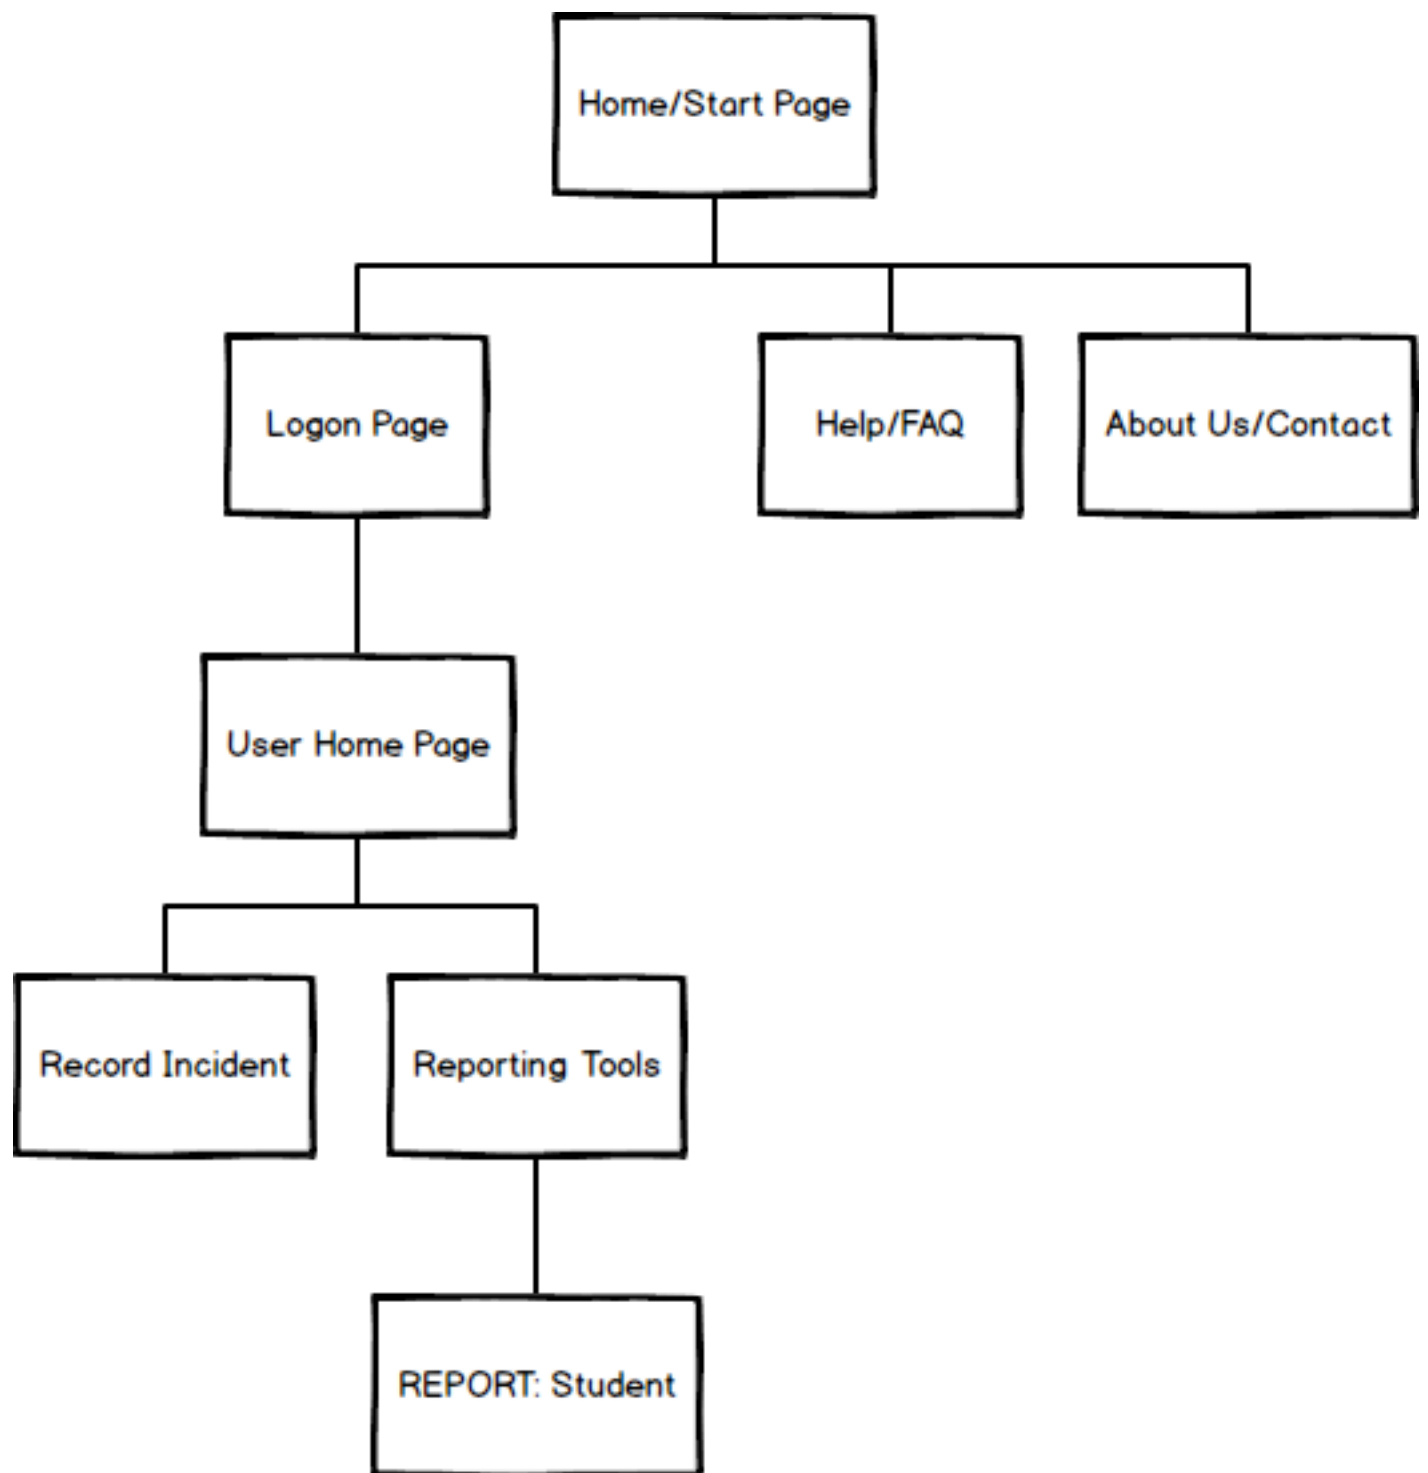 Home/Start Page
Logon Page
Help/FAQ
About Us/Contact
User Home Page
Record Incident
Reporting Tools
REPORT: Student